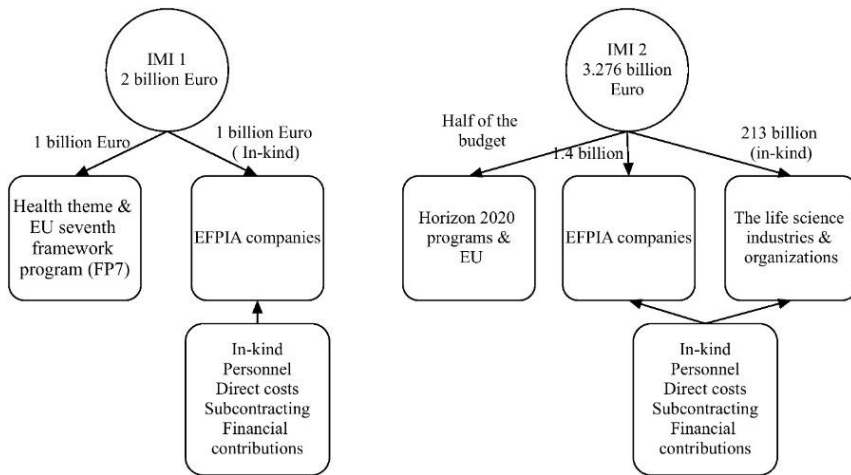 IMI 1
2 billion Euro
1 billion Euro
1 billion Euro
( In-kind)
Health theme &
EU seventh
framework
program (FP7)
EFPIA companies
In-kind
Personnel
Direct costs
Subcontracting
Financial
contributions
IMI 2
3.276 billion
Euro
Half of the
budget
1.4 billion
213 billion
(in-kind)
Horizon 2020
programs &
EU
EFPIA companies
The life science
industries &
organizations
In-kind
Personnel
Direct costs
Subcontracting
Financial
contributions